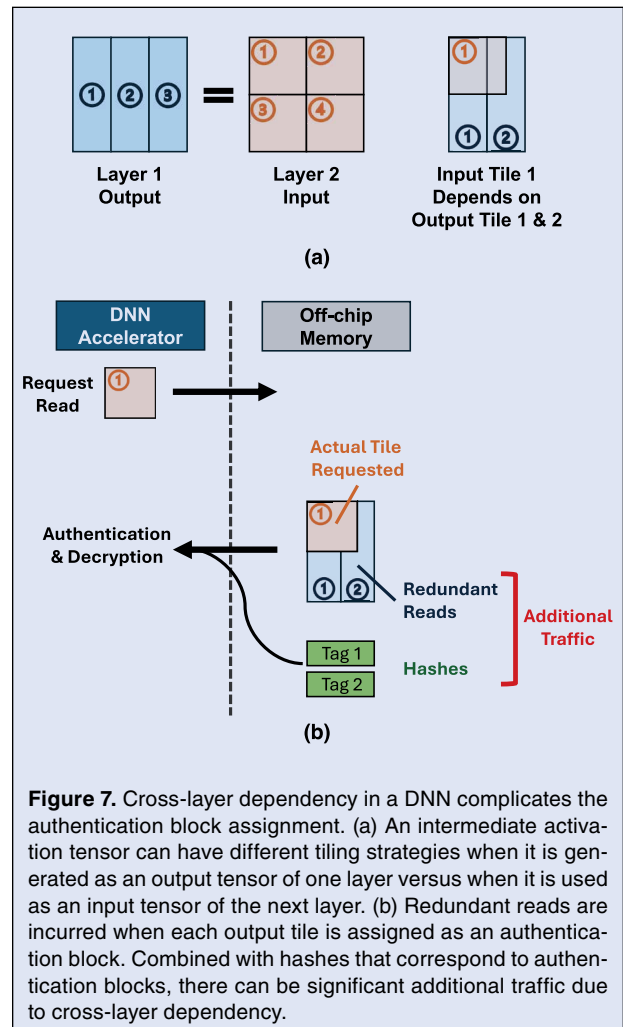 ① ② ③
=
① ②
③ ④
①
① ②
Layer 1
Output
Layer 2
Input
Input Tile 1
Depends on
Output Tile 1 & 2
(a)
DNN
Accelerator
Off-chip
Memory
Request
Read
①
Actual Tile
Requested
Authentication
& Decryption
①
① ②
Redundant
Reads
Additional
Traffic
Tag 1
Tag 2
Hashes
(b)
Figure 7. Cross-layer dependency in a DNN complicates the
authentication block assignment. (a) An intermediate activa-
tion tensor can have different tiling strategies when it is gen-
erated as an output tensor of one layer versus when it is used
as an input tensor of the next layer. (b) Redundant reads are
incurred when each output tile is assigned as an authentica-
tion block. Combined with hashes that correspond to authen-
tication blocks, there can be significant additional traffic due
to cross-layer dependency.